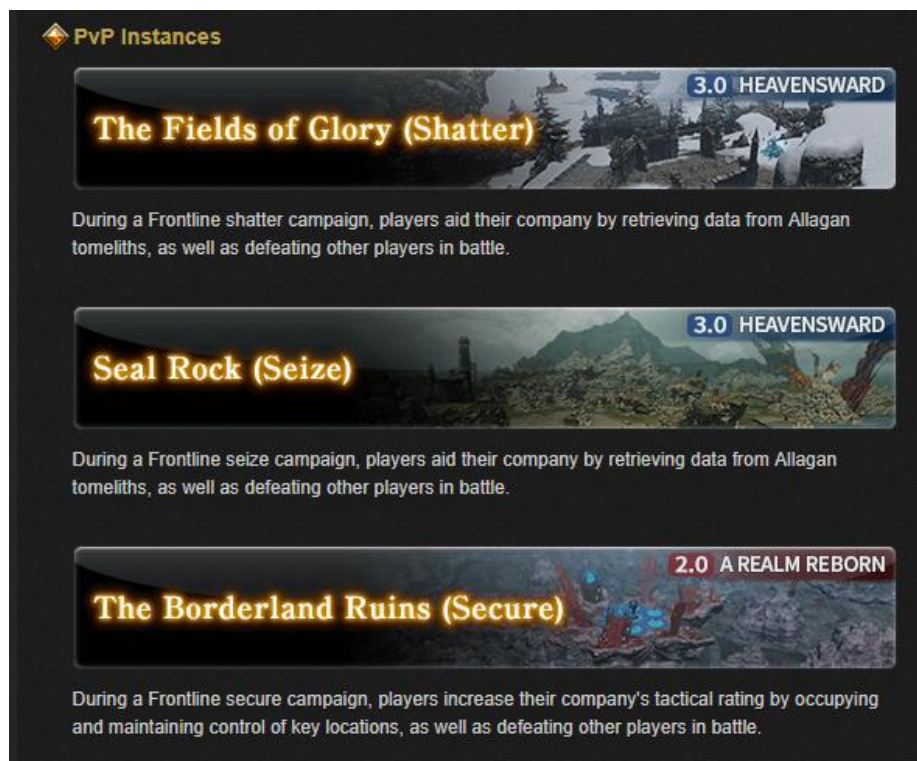 PvP Instances
3.0 HEAVENSWARD
The Fields of Glory (Shatter)
During a Frontline shatter campaign, players aid their company by retrieving data from Allagan
tomeliths, as well as defeating other players in battle.
3.0 HEAVENSWARD
Seal Rock (Seize)
During a Frontline seize campaign, players aid their company by retrieving data from Allagan
tomeliths, as well as defeating other players in battle.
2.0 A REALM REBORN
The Borderland Ruins (Secure)
During a Frontline secure campaign, players increase their company's tactical rating by occupying
and maintaining control of key locations, as well as defeating other players in battle.